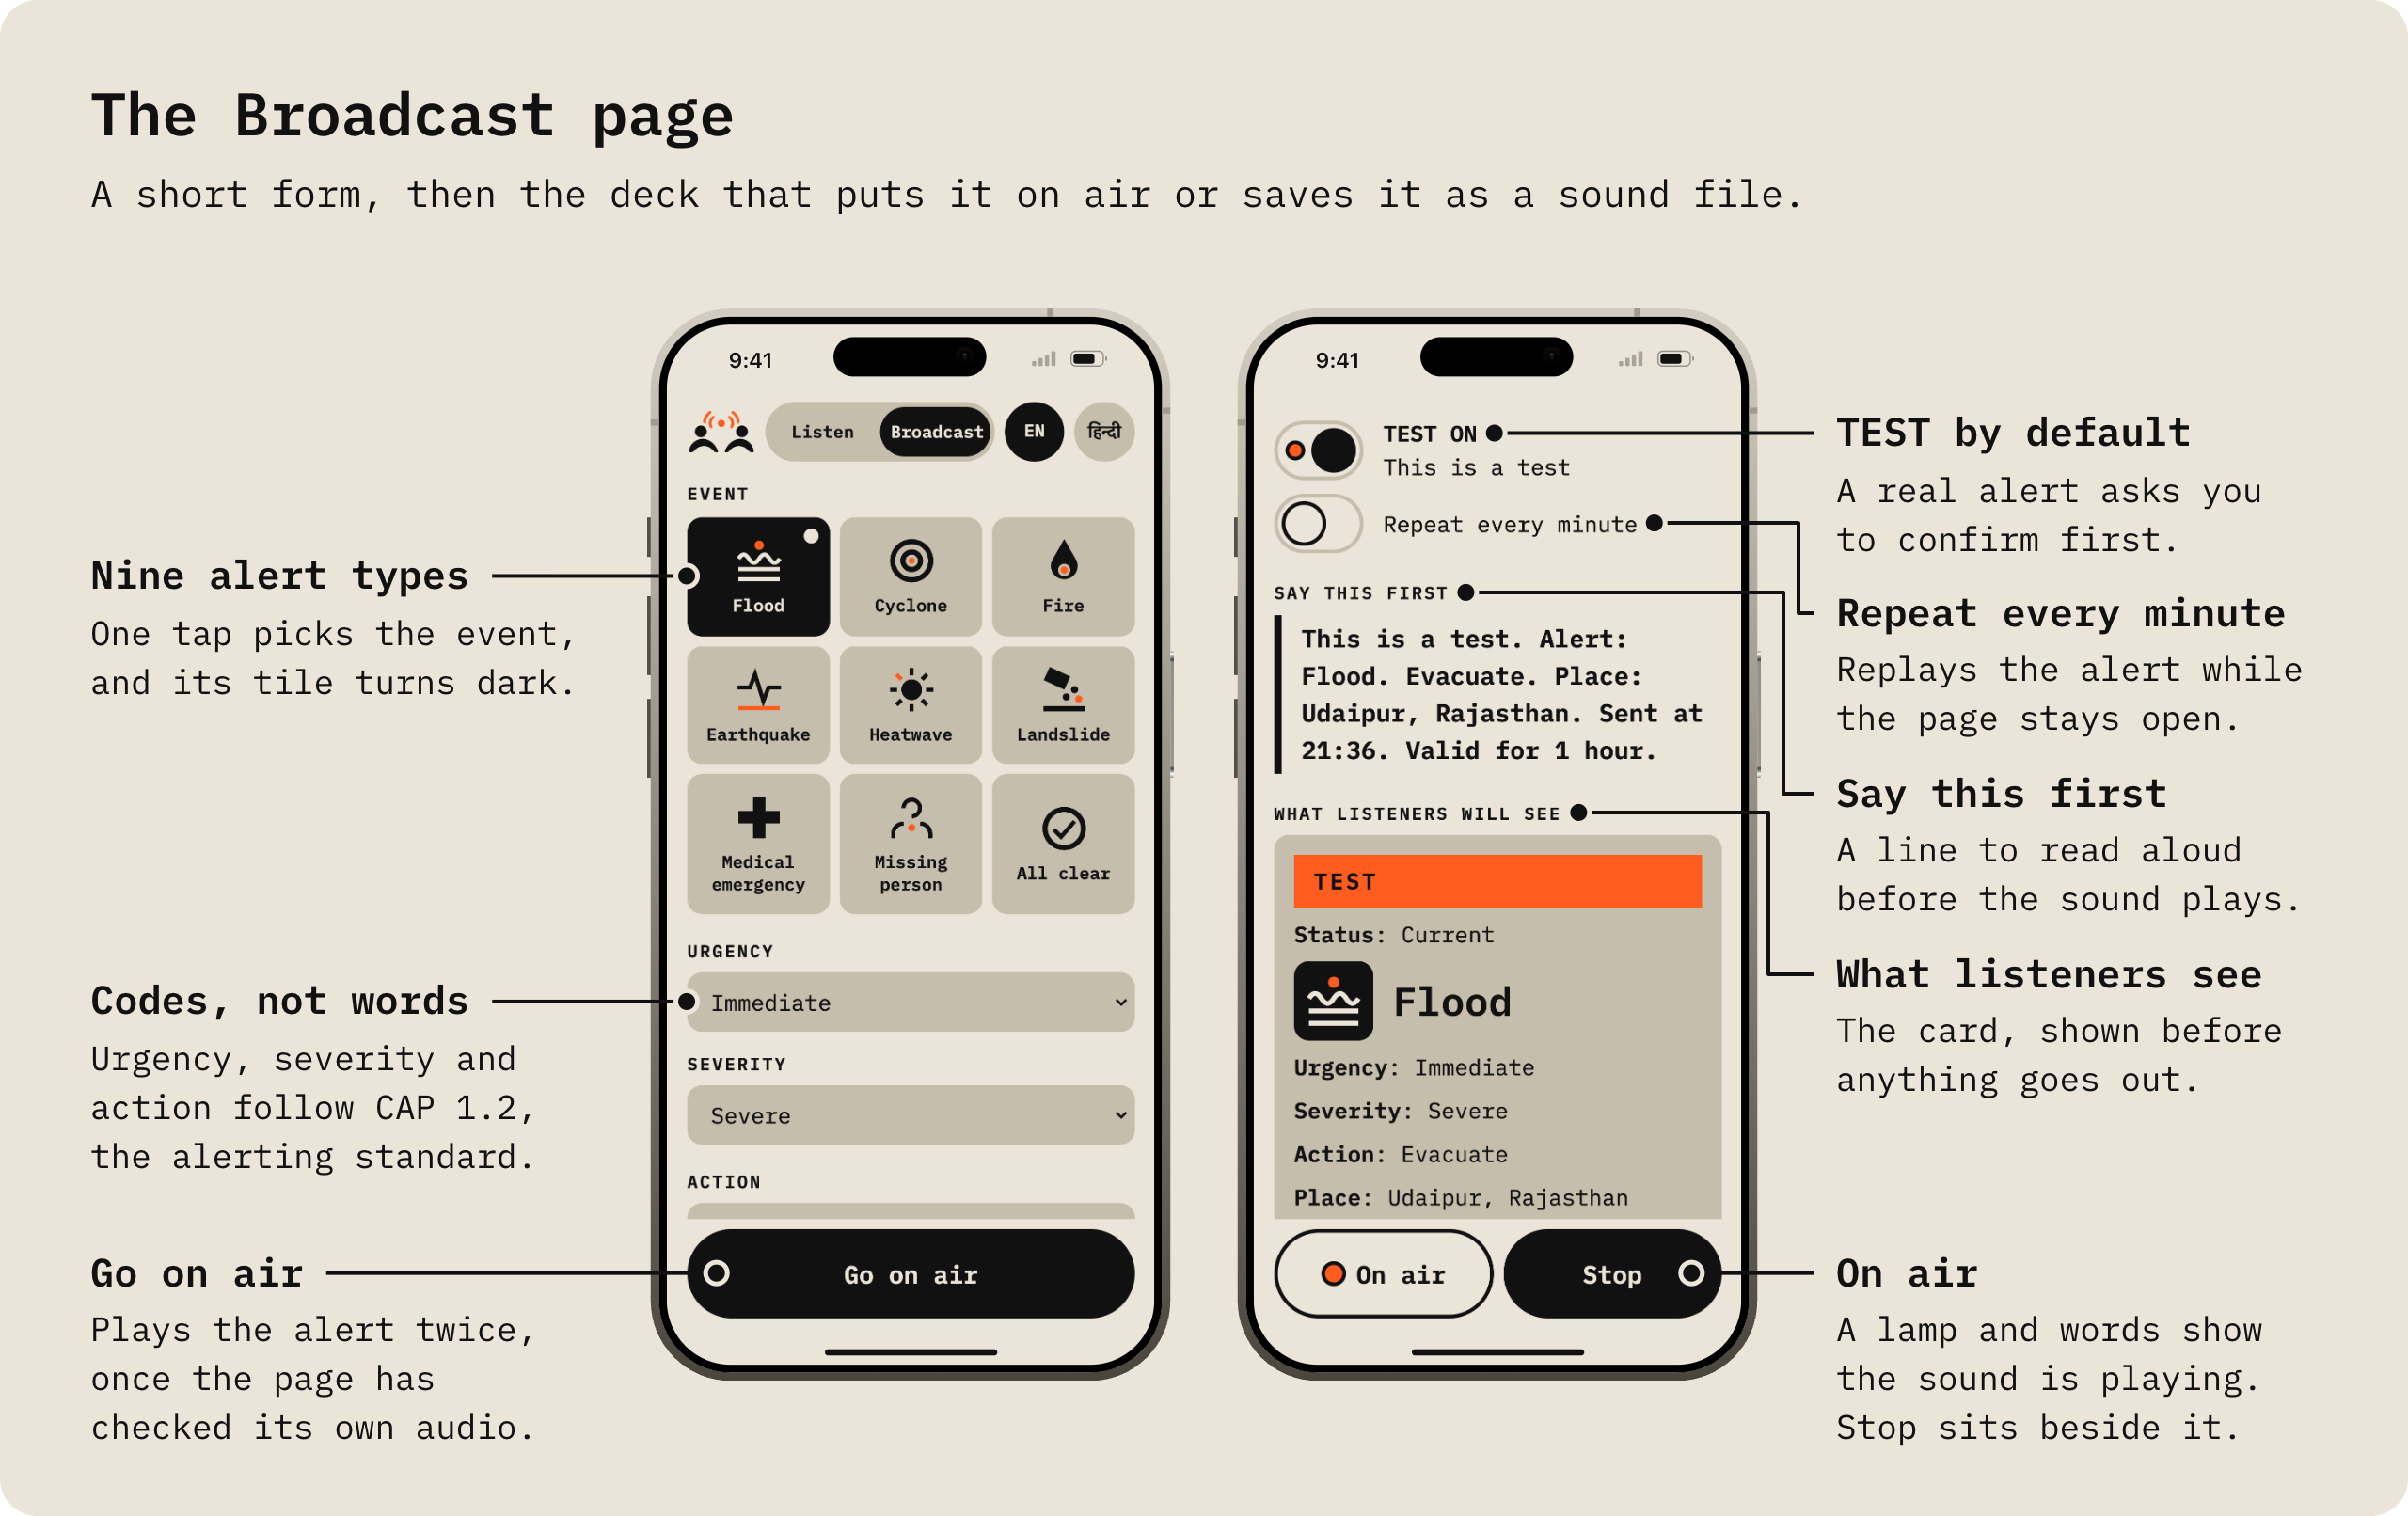 The Broadcast page
A short form, then the deck that puts it on air or saves it as a sound file.
Nine alert types
One tap picks the event,
and its tile turns dark.
Codes, not words
Urgency, severity and
action follow CAP 1.2,
the alerting standard.
Go on air
Plays the alert twice,
once the page has
checked its own audio.
9:41
Listen
Broadcast
EN
हिन्दी
EVENT
Flood
Cyclone
Fire
Earthquake
Heatwave
Landslide
Medical
emergency
Missing
person
All clear
URGENCY
Immediate
SEVERITY
Severe
ACTION
Go on air
9:41
TEST ON
This is a test
Repeat every minute
SAY THIS FIRST
This is a test. Alert:
Flood. Evacuate. Place:
Udaipur, Rajasthan. Sent at
21:36. Valid for 1 hour.
WHAT LISTENERS WILL SEE
TEST
Status: Current
Flood
Urgency: Immediate
Severity: Severe
Action: Evacuate
Place: Udaipur, Rajasthan
On air
Stop
TEST by default
A real alert asks you
to confirm first.
Repeat every minute
Replays the alert while
the page stays open.
Say this first
A line to read aloud
before the sound plays.
What listeners see
The card, shown before
anything goes out.
On air
A lamp and words show
the sound is playing.
Stop sits beside it.